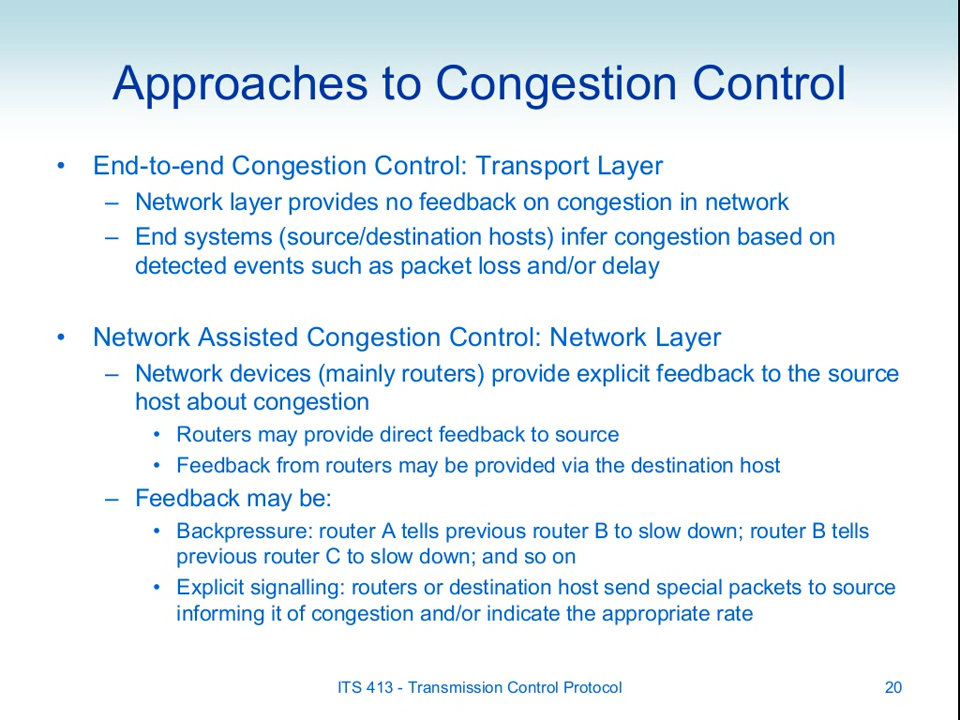 Approaches to Congestion Control
• End-to-end Congestion Control: Transport Layer
– Network layer provides no feedback on congestion in network
– End systems (source/destination hosts) infer congestion based on
detected events such as packet loss and/or delay
• Network Assisted Congestion Control: Network Layer
– Network devices (mainly routers) provide explicit feedback to the source
host about congestion
• Routers may provide direct feedback to source
• Feedback from routers may be provided via the destination host
– Feedback may be:
• Backpressure: router A tells previous router B to slow down; router B tells
previous router C to slow down; and so on
• Explicit signalling: routers or destination host send special packets to source
informing it of congestion and/or indicate the appropriate rate
ITS 413 - Transmission Control Protocol
20